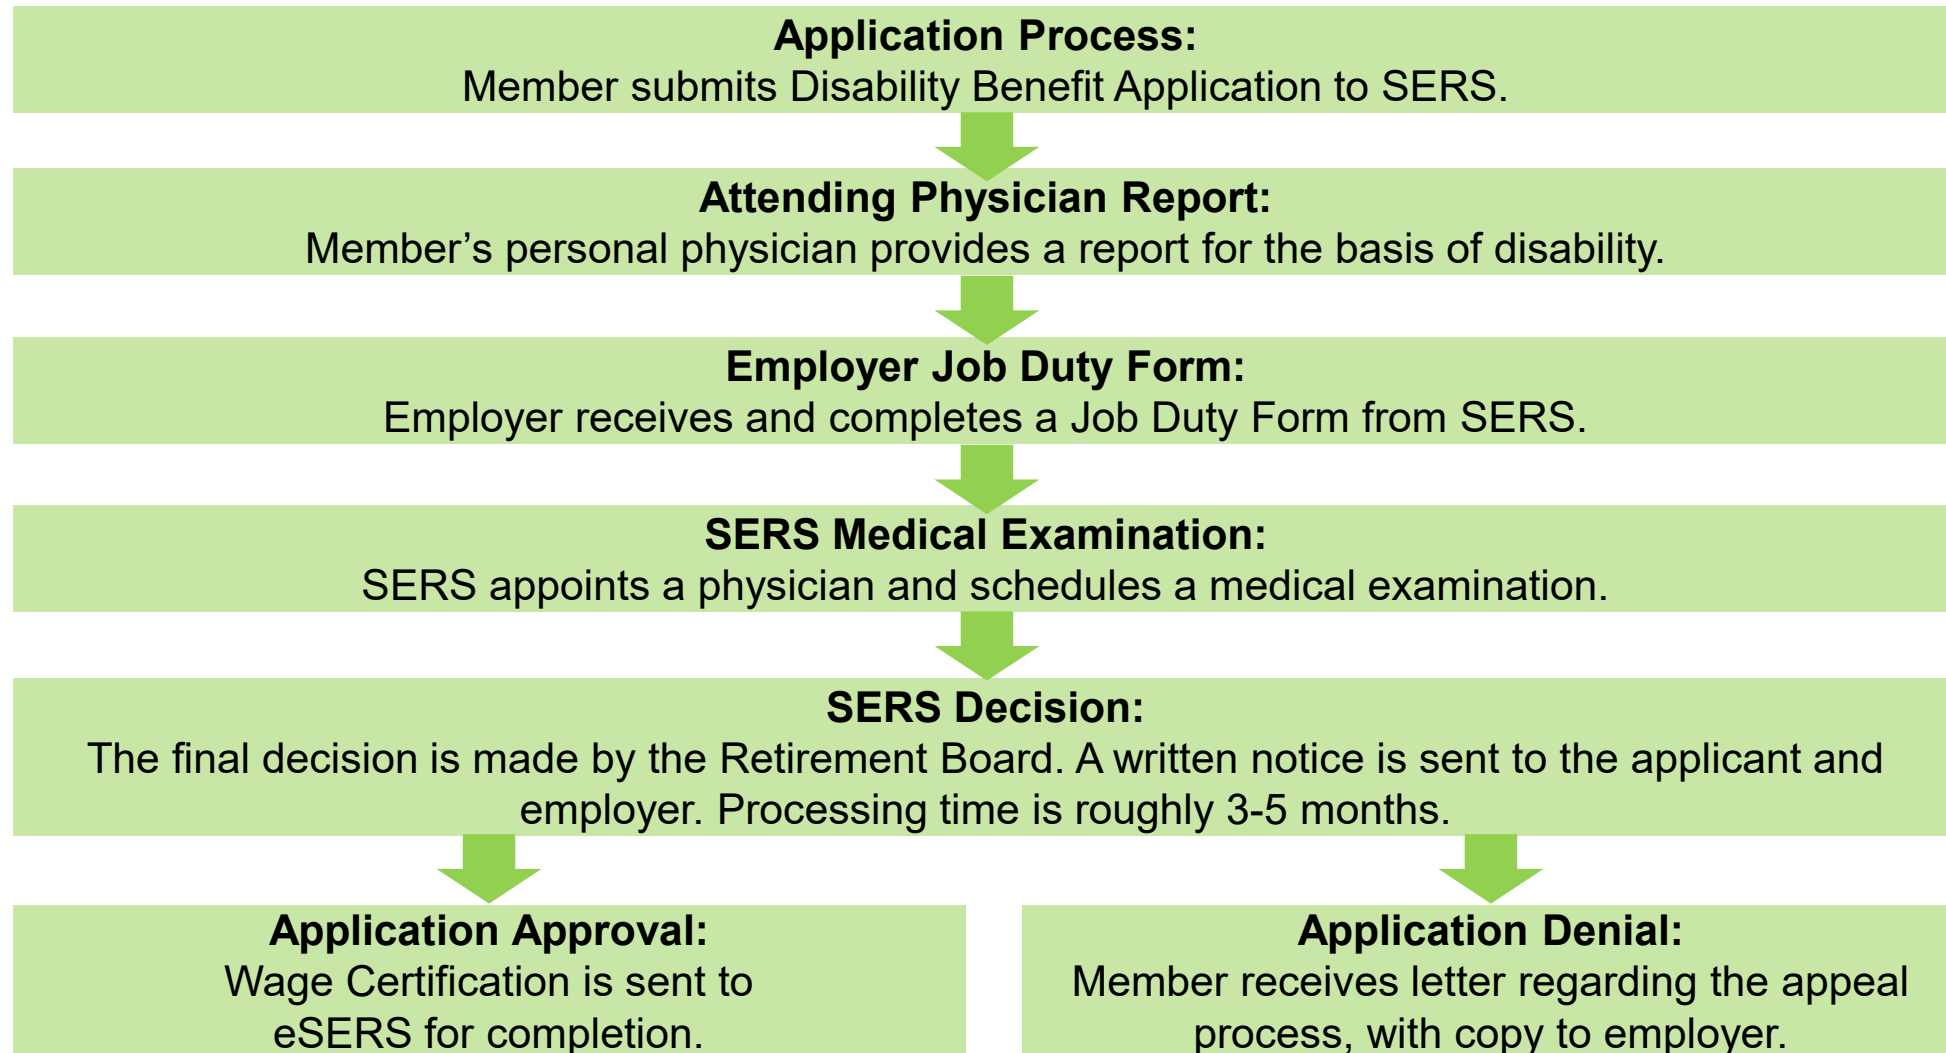 Application Process:
Member submits Disability Benefit Application to SERS.
Attending Physician Report:
Member’s personal physician provides a report for the basis of disability.
Employer Job Duty Form:
Employer receives and completes a Job Duty Form from SERS.
SERS Medical Examination:
SERS appoints a physician and schedules a medical examination.
SERS Decision:
The final decision is made by the Retirement Board. A written notice is sent to the applicant and
employer. Processing time is roughly 3-5 months.
Application Approval:
Wage Certification is sent to
eSERS for completion.
Application Denial:
Member receives letter regarding the appeal
process, with copy to employer.